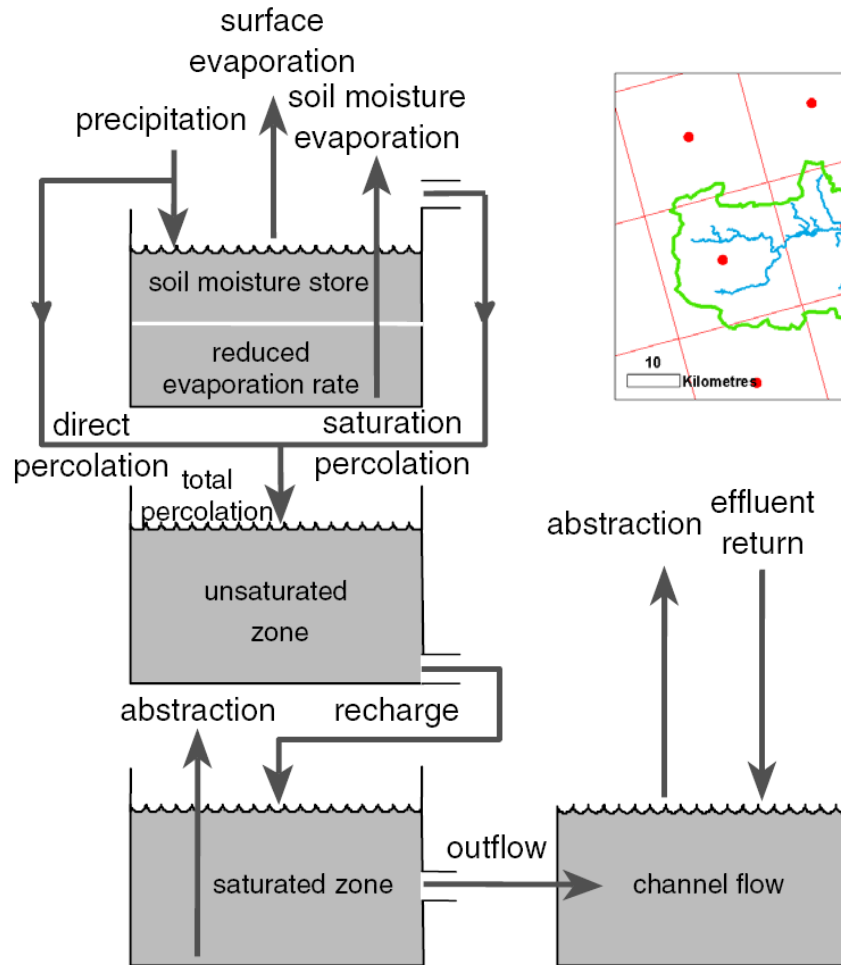 surface
evaporation
soil moisture
evaporation
precipitation
soil moisture store
reduced
evaporation rate
direct
percolation
saturation
percolation
total
percolation
unsaturated
zone
abstraction
recharge
saturated zone
outflow
abstraction
effluent
return
channel flow
10
Kilometres